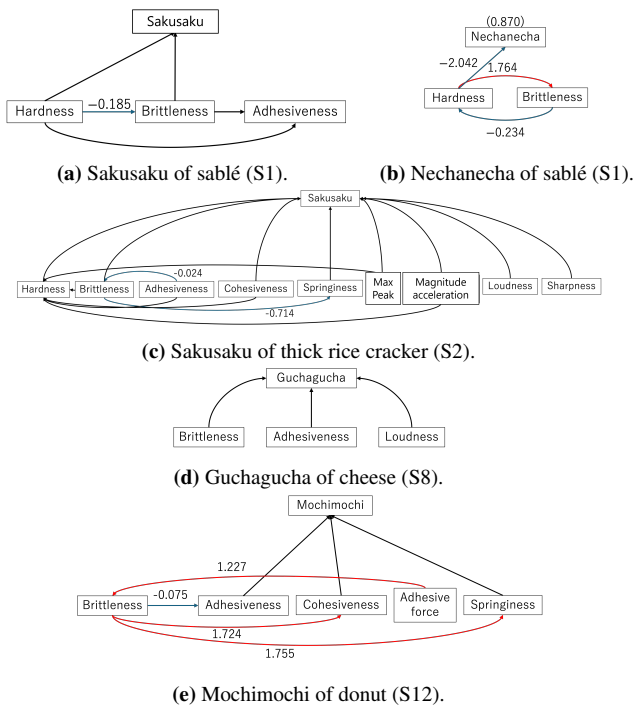 Sakusaku
Hardness
−0.185
Brittleness
Adhesiveness
(a) Sakusaku of sablé (S1).
(0.870)
Nechanecha
−2.042
1.764
Hardness
Brittleness
−0.234
(b) Nechanecha of sablé (S1).
Sakusaku
-0.024
Hardness
Brittleness
Adhesiveness
Cohesiveness
Springiness
Max
Peak
Magnitude
acceleration
Loudness
Sharpness
-0.714
(c) Sakusaku of thick rice cracker (S2).
Guchagucha
Brittleness
Adhesiveness
Loudness
(d) Guchagucha of cheese (S8).
Mochimochi
1.227
-0.075
Brittleness
Adhesiveness
Cohesiveness
Adhesive
force
Springiness
1.724
1.755
(e) Mochimochi of donut (S12).